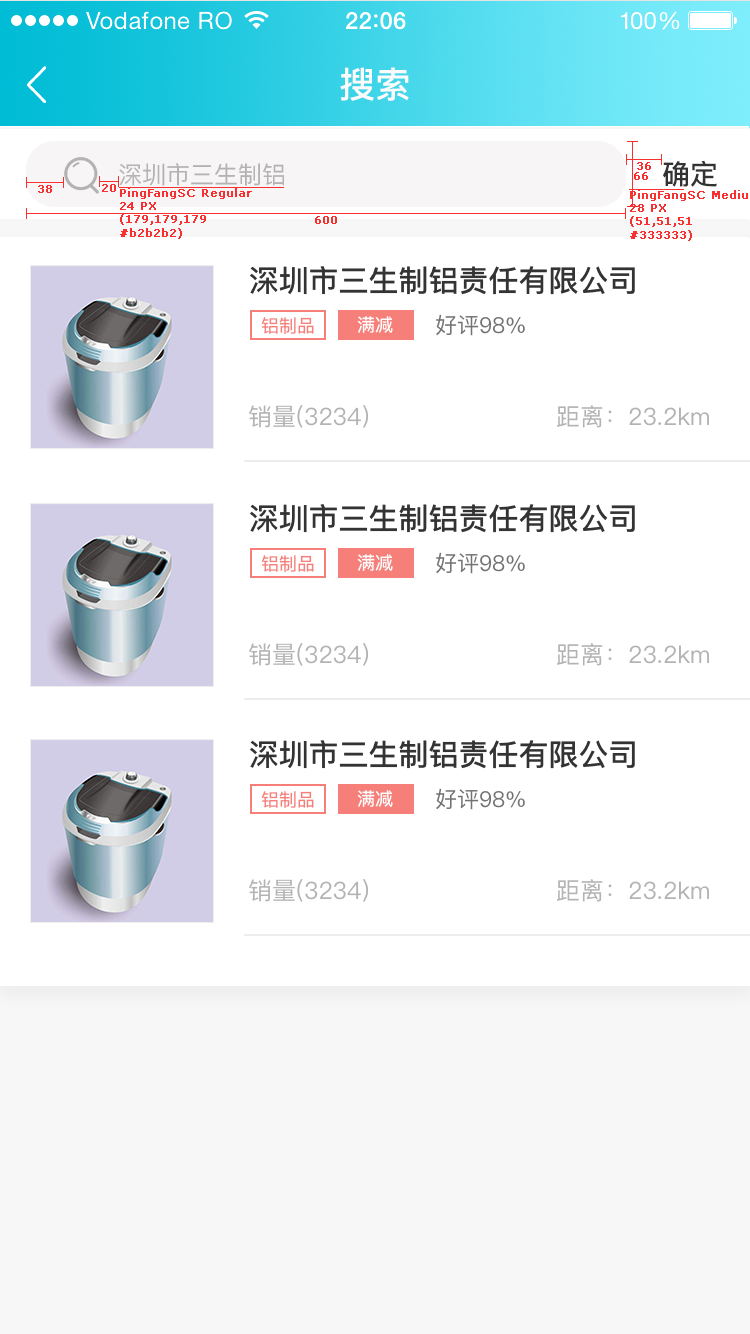 Vodafone RO 22:06 100%
搜索
深圳市三生制铝 确定
38 20 600 36 66
PingFangSC Regular
24 PX
(179,179,179
#b2b2b2)
PingFangSC Mediu
28 PX
(51,51,51
#333333)
深圳市三生制铝责任有限公司
铝制品 满减 好评98%
销量(3234) 距离：23.2km
深圳市三生制铝责任有限公司
铝制品 满减 好评98%
销量(3234) 距离：23.2km
深圳市三生制铝责任有限公司
铝制品 满减 好评98%
销量(3234) 距离：23.2km